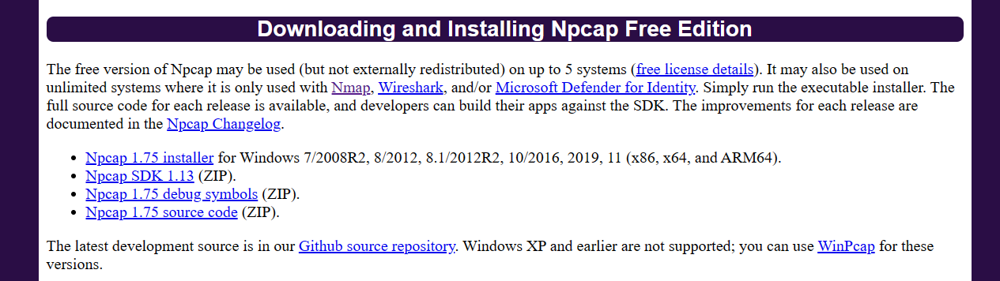 Downloading and Installing Npcap Free Edition
The free version of Npcap may be used (but not externally redistributed) on up to 5 systems (free license details). It may also be used on
unlimited systems where it is only used with Nmap, Wireshark, and/or Microsoft Defender for Identity. Simply run the executable installer. The
full source code for each release is available, and developers can build their apps against the SDK. The improvements for each release are
documented in the Npcap Changelog.
• Npcap 1.75 installer for Windows 7/2008R2, 8/2012, 8.1/2012R2, 10/2016, 2019, 11 (x86, x64, and ARM64).
• Npcap SDK 1.13 (ZIP).
• Npcap 1.75 debug symbols (ZIP).
• Npcap 1.75 source code (ZIP).
The latest development source is in our Github source repository. Windows XP and earlier are not supported; you can use WinPcap for these
versions.